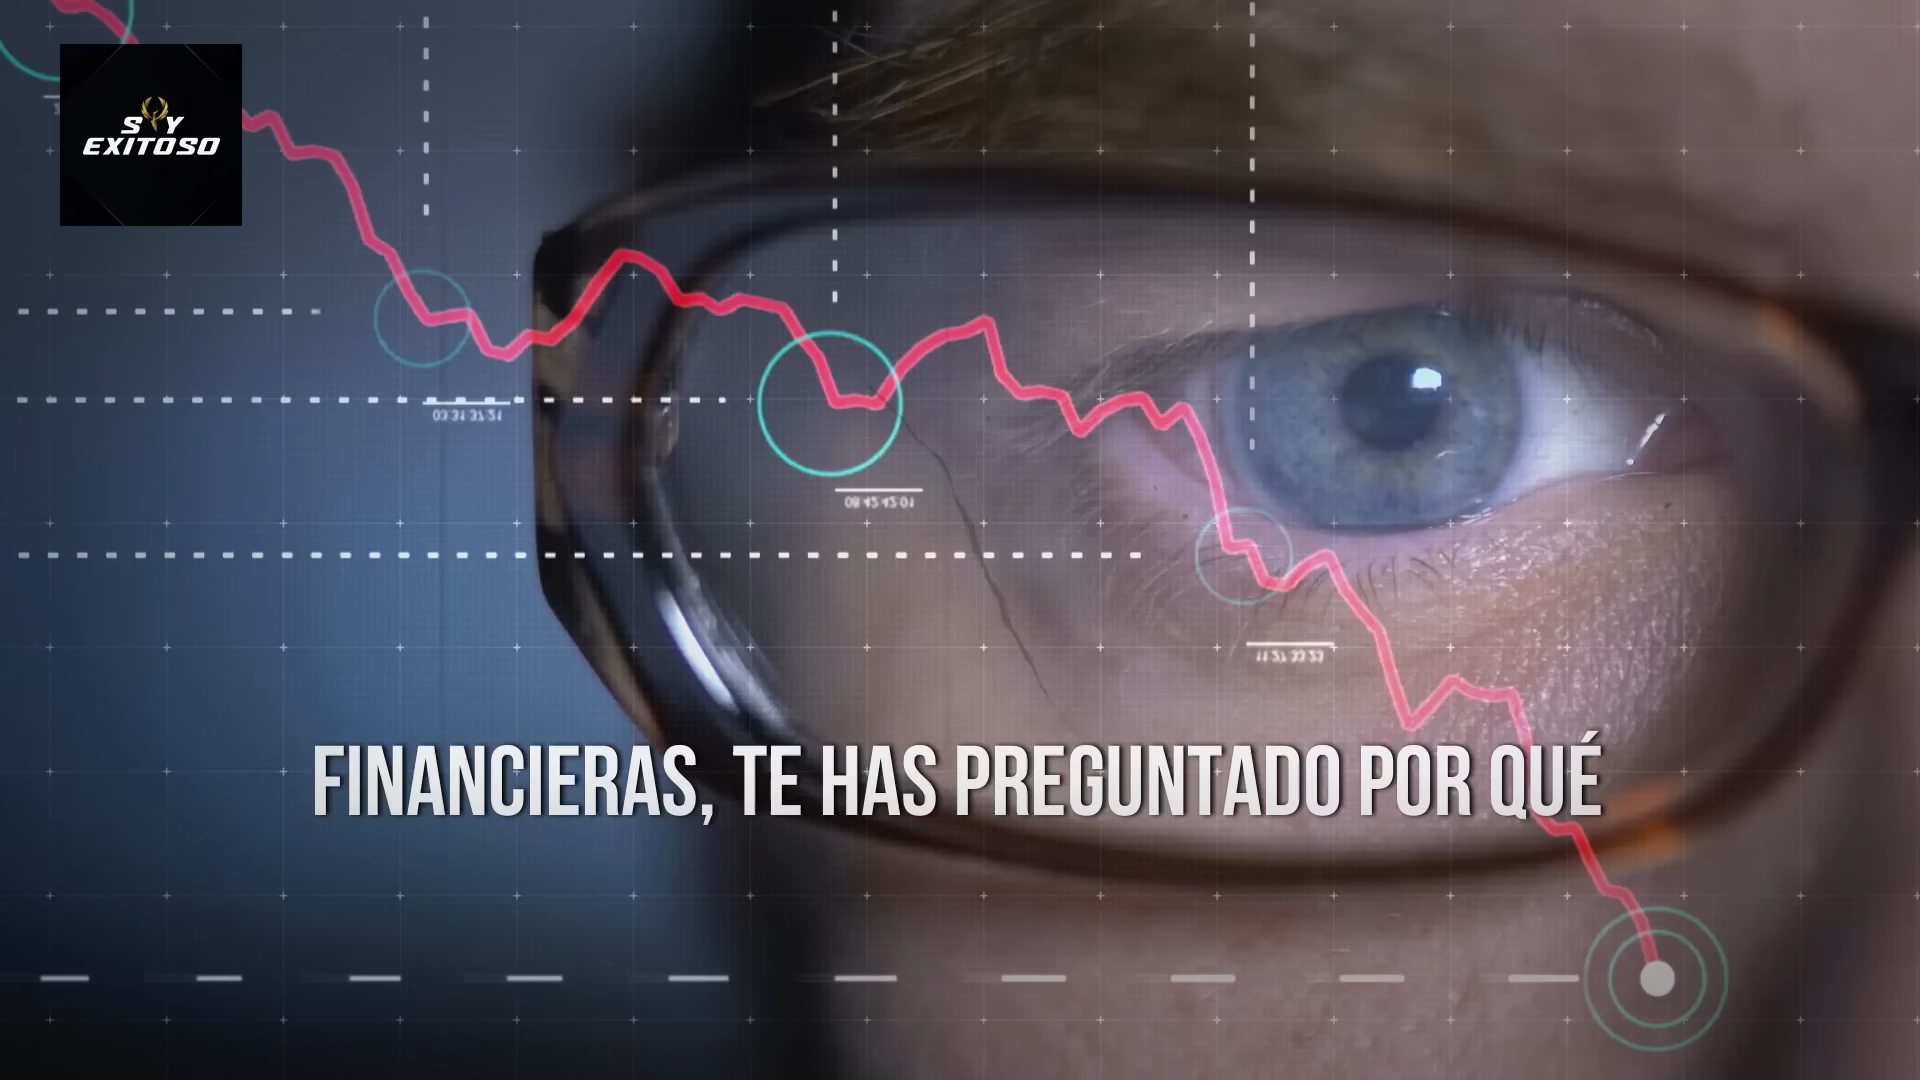 SOY
EXITOSO
FINANCIERAS, TE HAS PREGUNTADO POR QUÉ